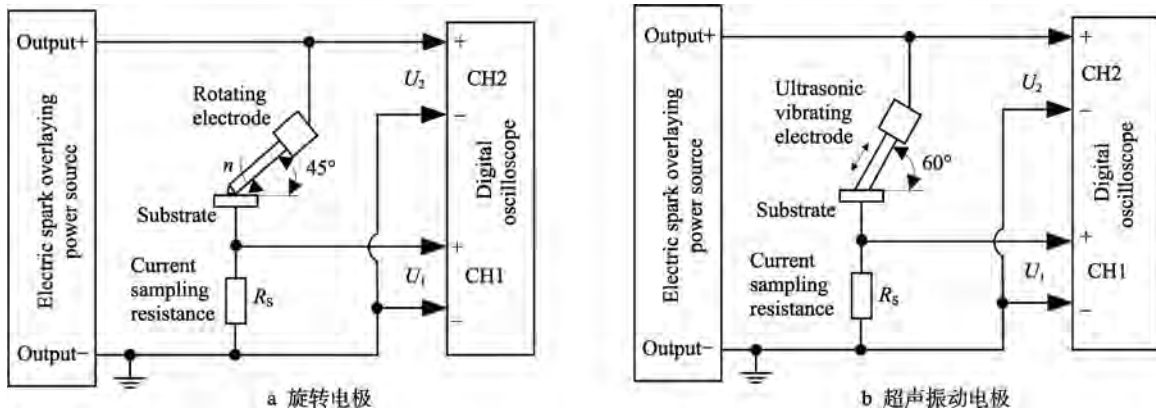 Output+
Electric spark overlaying
power source
Rotating
electrode
n
45°
Substrate
Current
sampling
resistance
R_S
Output−
U_2
U_1
+
CH2
−
+
CH1
−
Digital
oscilloscope
a 旋转电极
Output+
Electric spark overlaying
power source
Ultrasonic
vibrating
electrode
60°
Substrate
Current
sampling
resistance
R_S
Output−
U_2
U_1
+
CH2
−
+
CH1
−
Digital
oscilloscope
b 超声振动电极